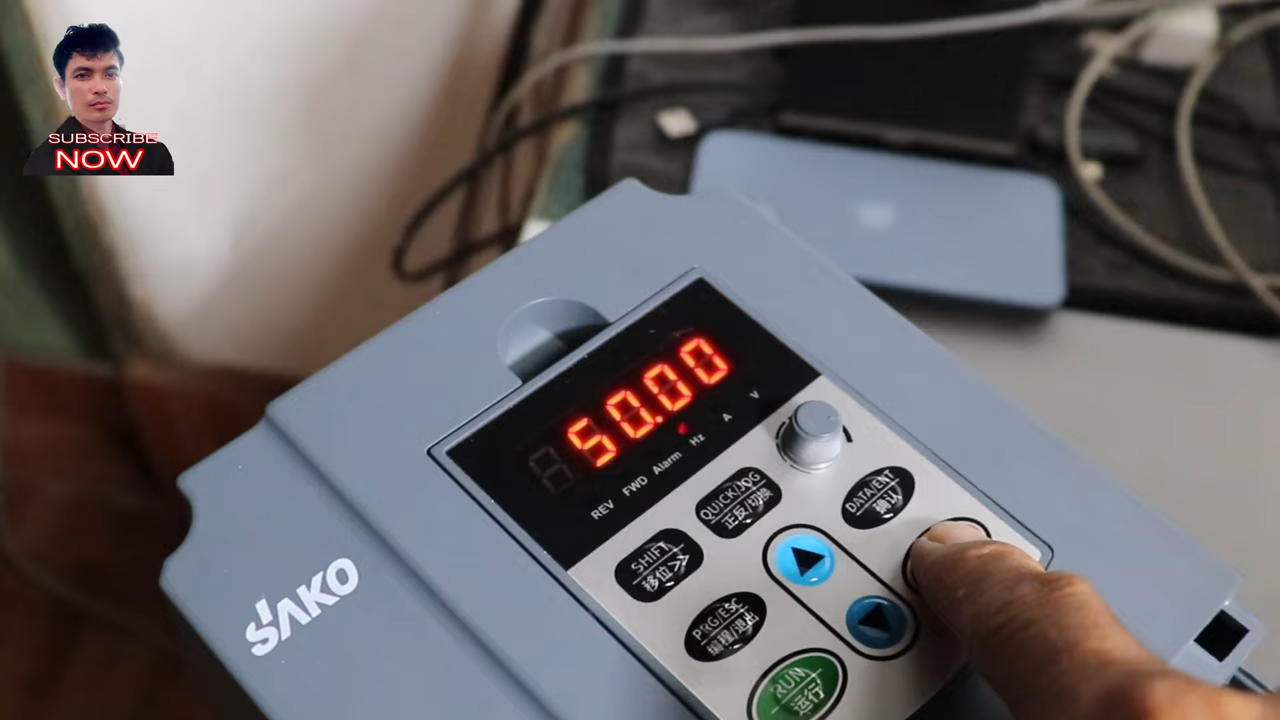 SUBSCRIBE
NOW
50.00
REV FWD Alarm Hz A V
QUICK/JOG
正反/切换
DATA/ENT
确认
SHIFT
移位>>
PRG/ESC
编程/退出
RUN
运行
SAKO